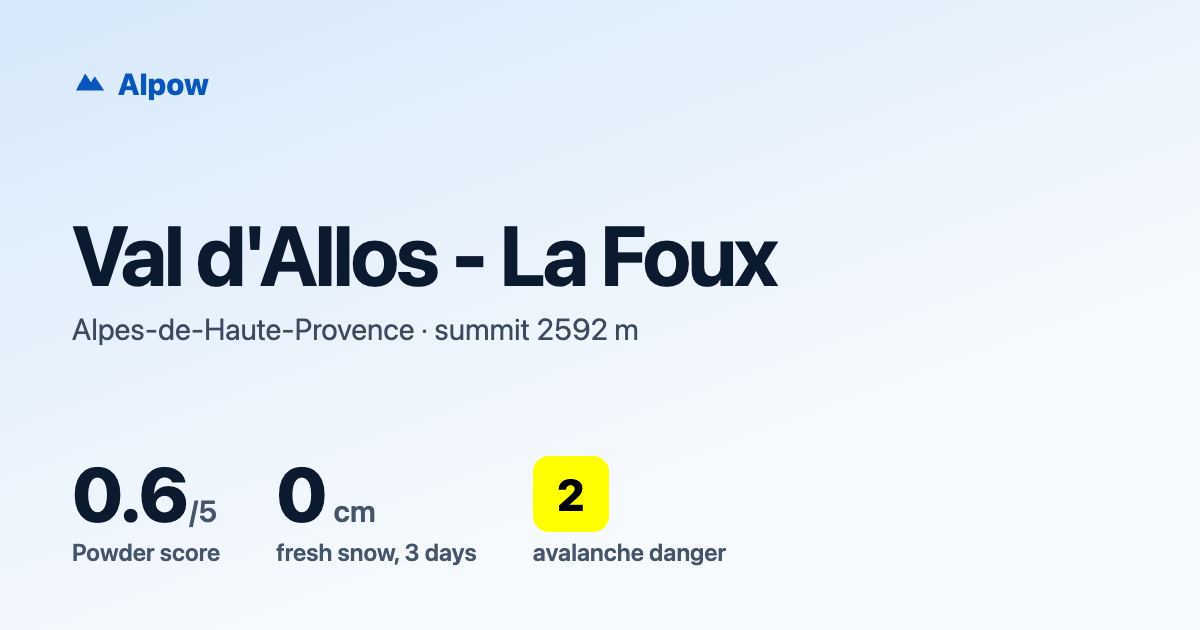 Alpow
Val d'Allos - La Foux
Alpes-de-Haute-Provence · summit 2592 m
0.6/5 0 cm 2
Powder score fresh snow, 3 days avalanche danger